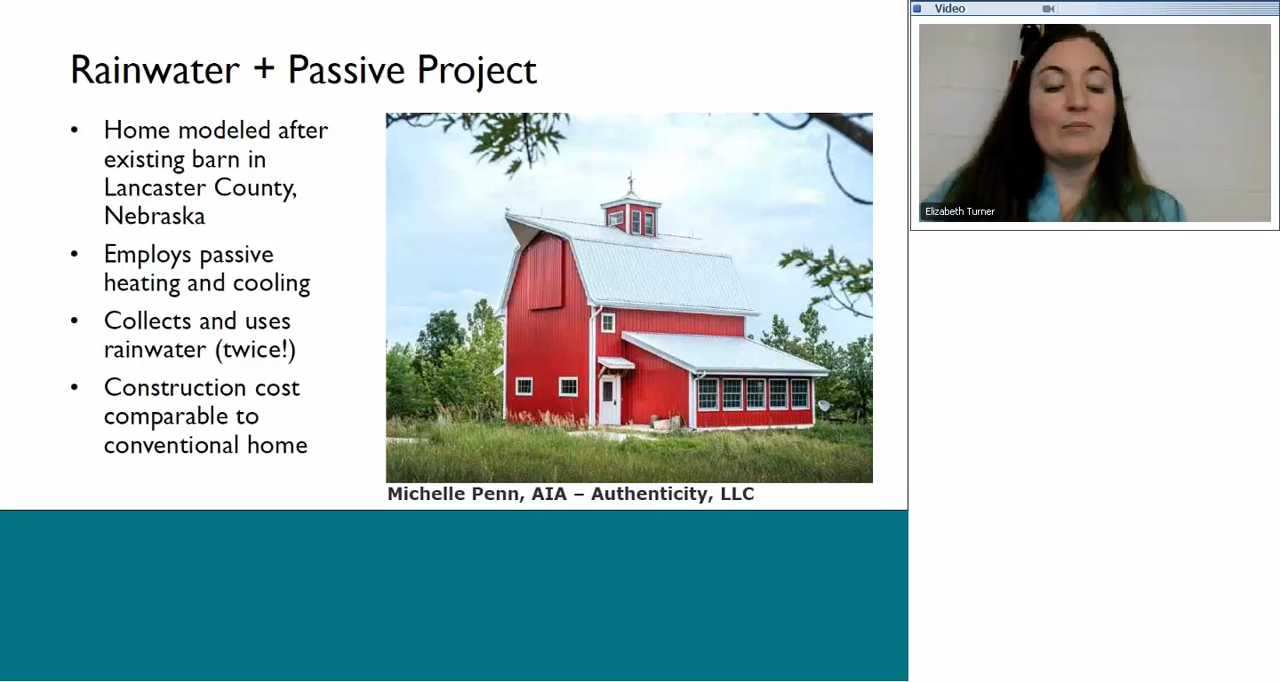 Rainwater + Passive Project
• Home modeled after
existing barn in
Lancaster County,
Nebraska
• Employs passive
heating and cooling
• Collects and uses
rainwater (twice!)
• Construction cost
comparable to
conventional home
Michelle Penn, AIA – Authenticity, LLC
Video
Elizabeth Turner